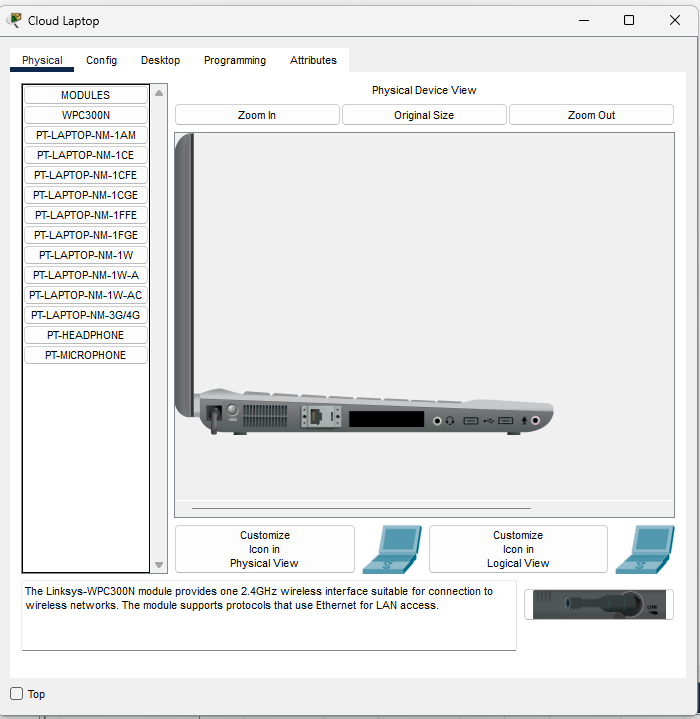 Cloud Laptop
Physical Config Desktop Programming Attributes
MODULES
WPC300N
PT-LAPTOP-NM-1AM
PT-LAPTOP-NM-1CE
PT-LAPTOP-NM-1CFE
PT-LAPTOP-NM-1CGE
PT-LAPTOP-NM-1FFE
PT-LAPTOP-NM-1FGE
PT-LAPTOP-NM-1W
PT-LAPTOP-NM-1W-A
PT-LAPTOP-NM-1W-AC
PT-LAPTOP-NM-3G/4G
PT-HEADPHONE
PT-MICROPHONE
Physical Device View
Zoom In Original Size Zoom Out
Customize
Icon in
Physical View
Customize
Icon in
Logical View
The Linksys-WPC300N module provides one 2.4GHz wireless interface suitable for connection to
wireless networks. The module supports protocols that use Ethernet for LAN access.
LINK
Top